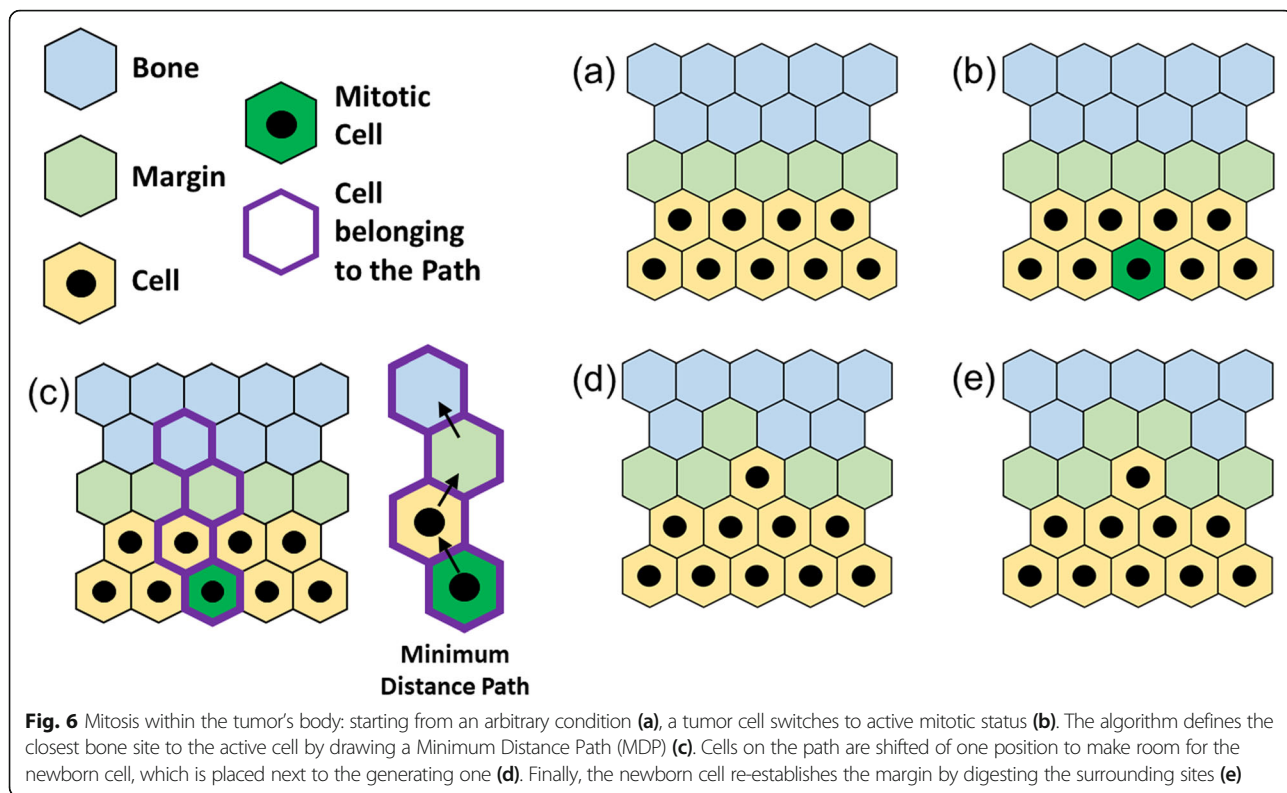 Bone
Margin
Cell
Mitotic
Cell
Cell
belonging
to the Path
(a)
(b)
(c)
Minimum
Distance Path
(d)
(e)
Fig. 6 Mitosis within the tumor's body: starting from an arbitrary condition (a), a tumor cell switches to active mitotic status (b). The algorithm defines the
closest bone site to the active cell by drawing a Minimum Distance Path (MDP) (c). Cells on the path are shifted of one position to make room for the
newborn cell, which is placed next to the generating one (d). Finally, the newborn cell re-establishes the margin by digesting the surrounding sites (e)